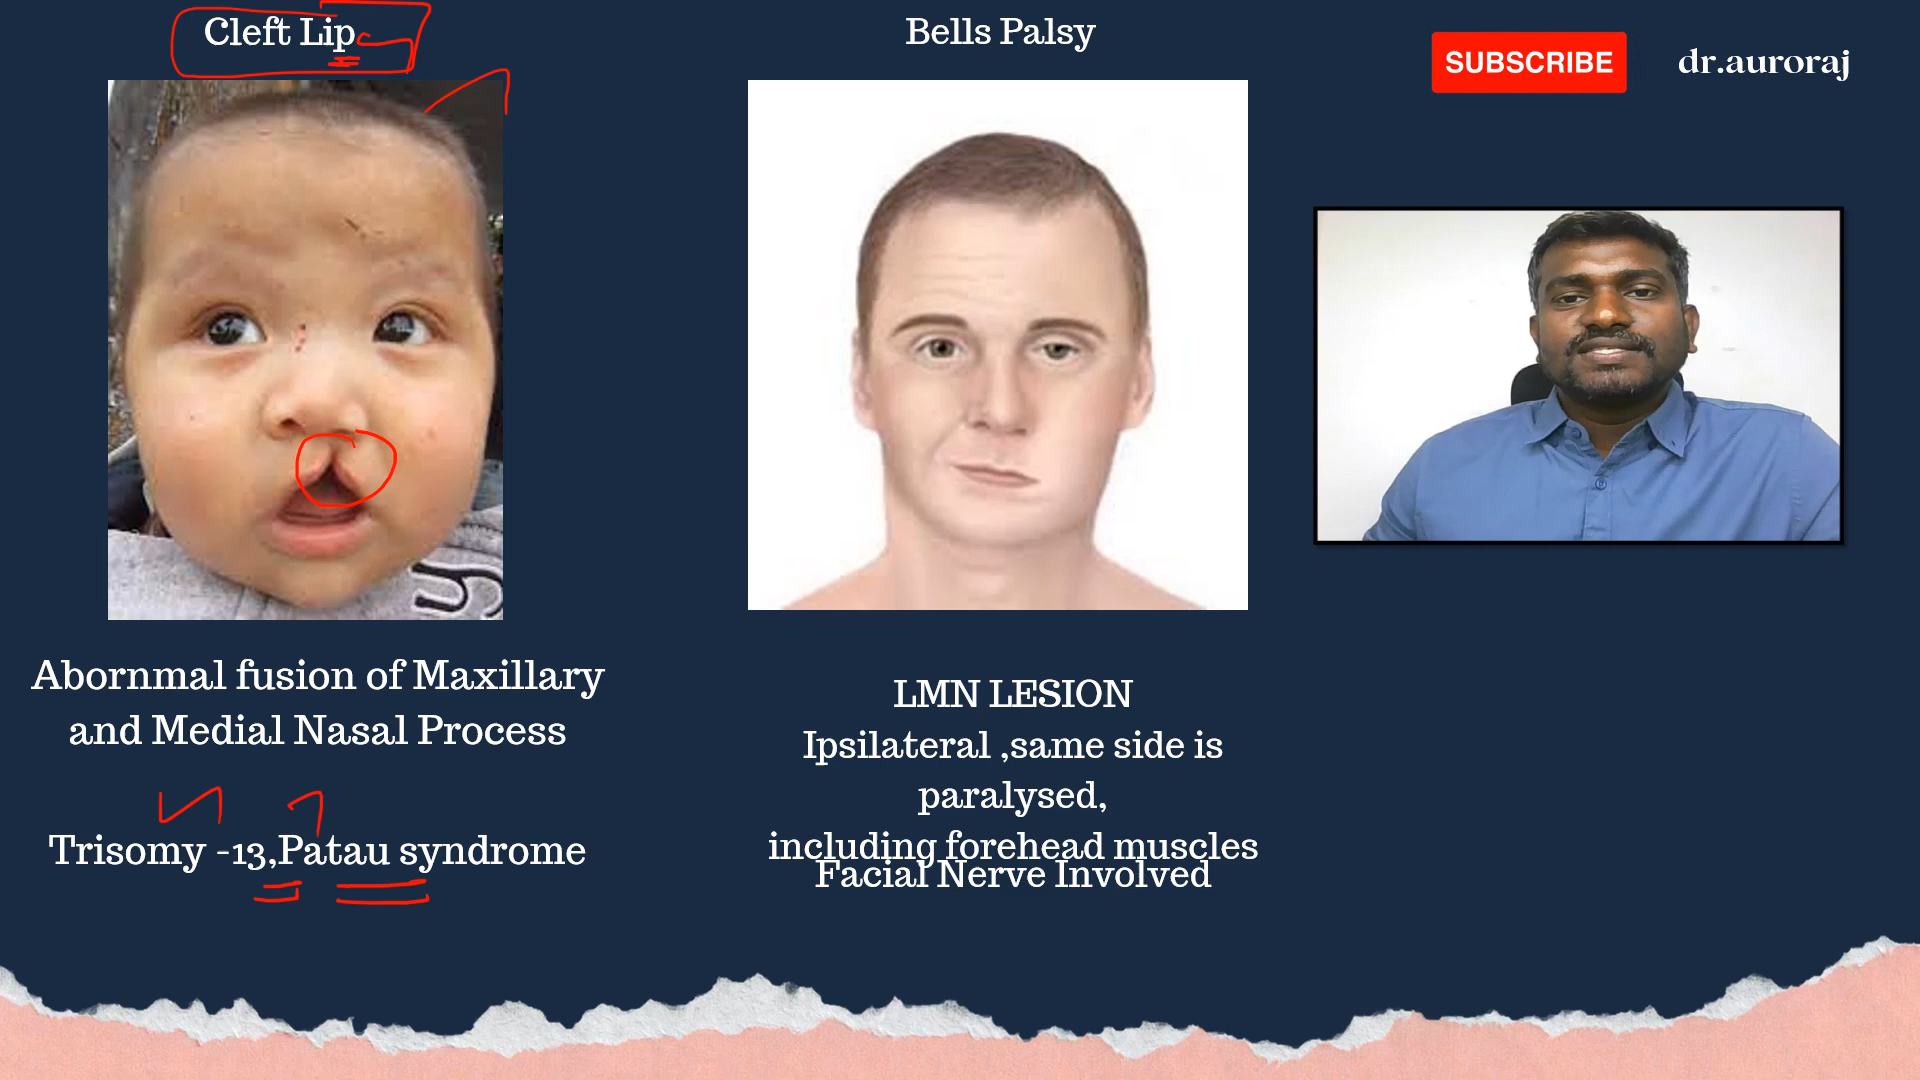 Cleft Lip
Abornmal fusion of Maxillary
and Medial Nasal Process
Trisomy -13,Patau syndrome
Bells Palsy
LMN LESION
Ipsilateral ,same side is
paralysed,
including forehead muscles
Facial Nerve Involved
SUBSCRIBE
dr.auroraj